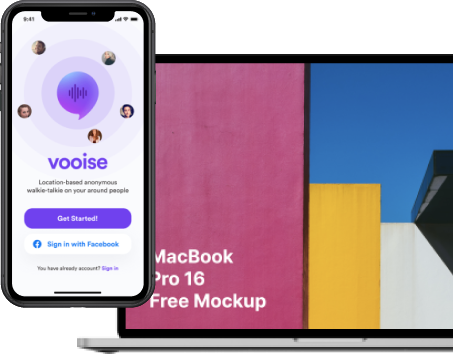 9:41
vooise
Location-based anonymous
walkie-talkie on your around people
Get Started!
Sign in with Facebook
You have already account? Sign in
MacBook
Pro 16
Free Mockup